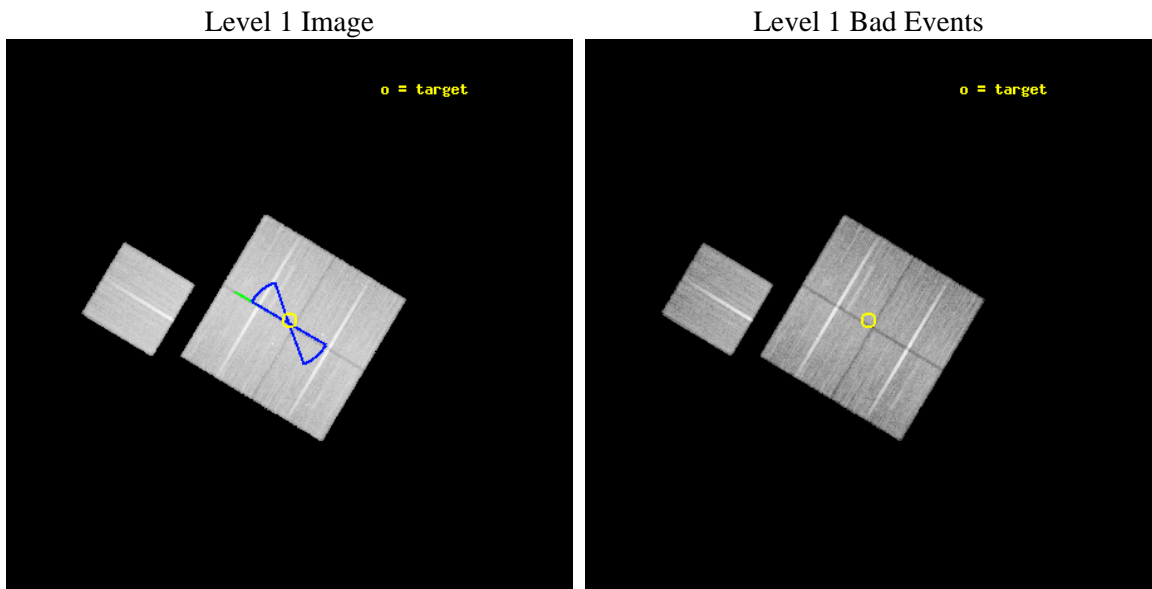 Level 1 Image
Level 1 Bad Events
o = target
o = target